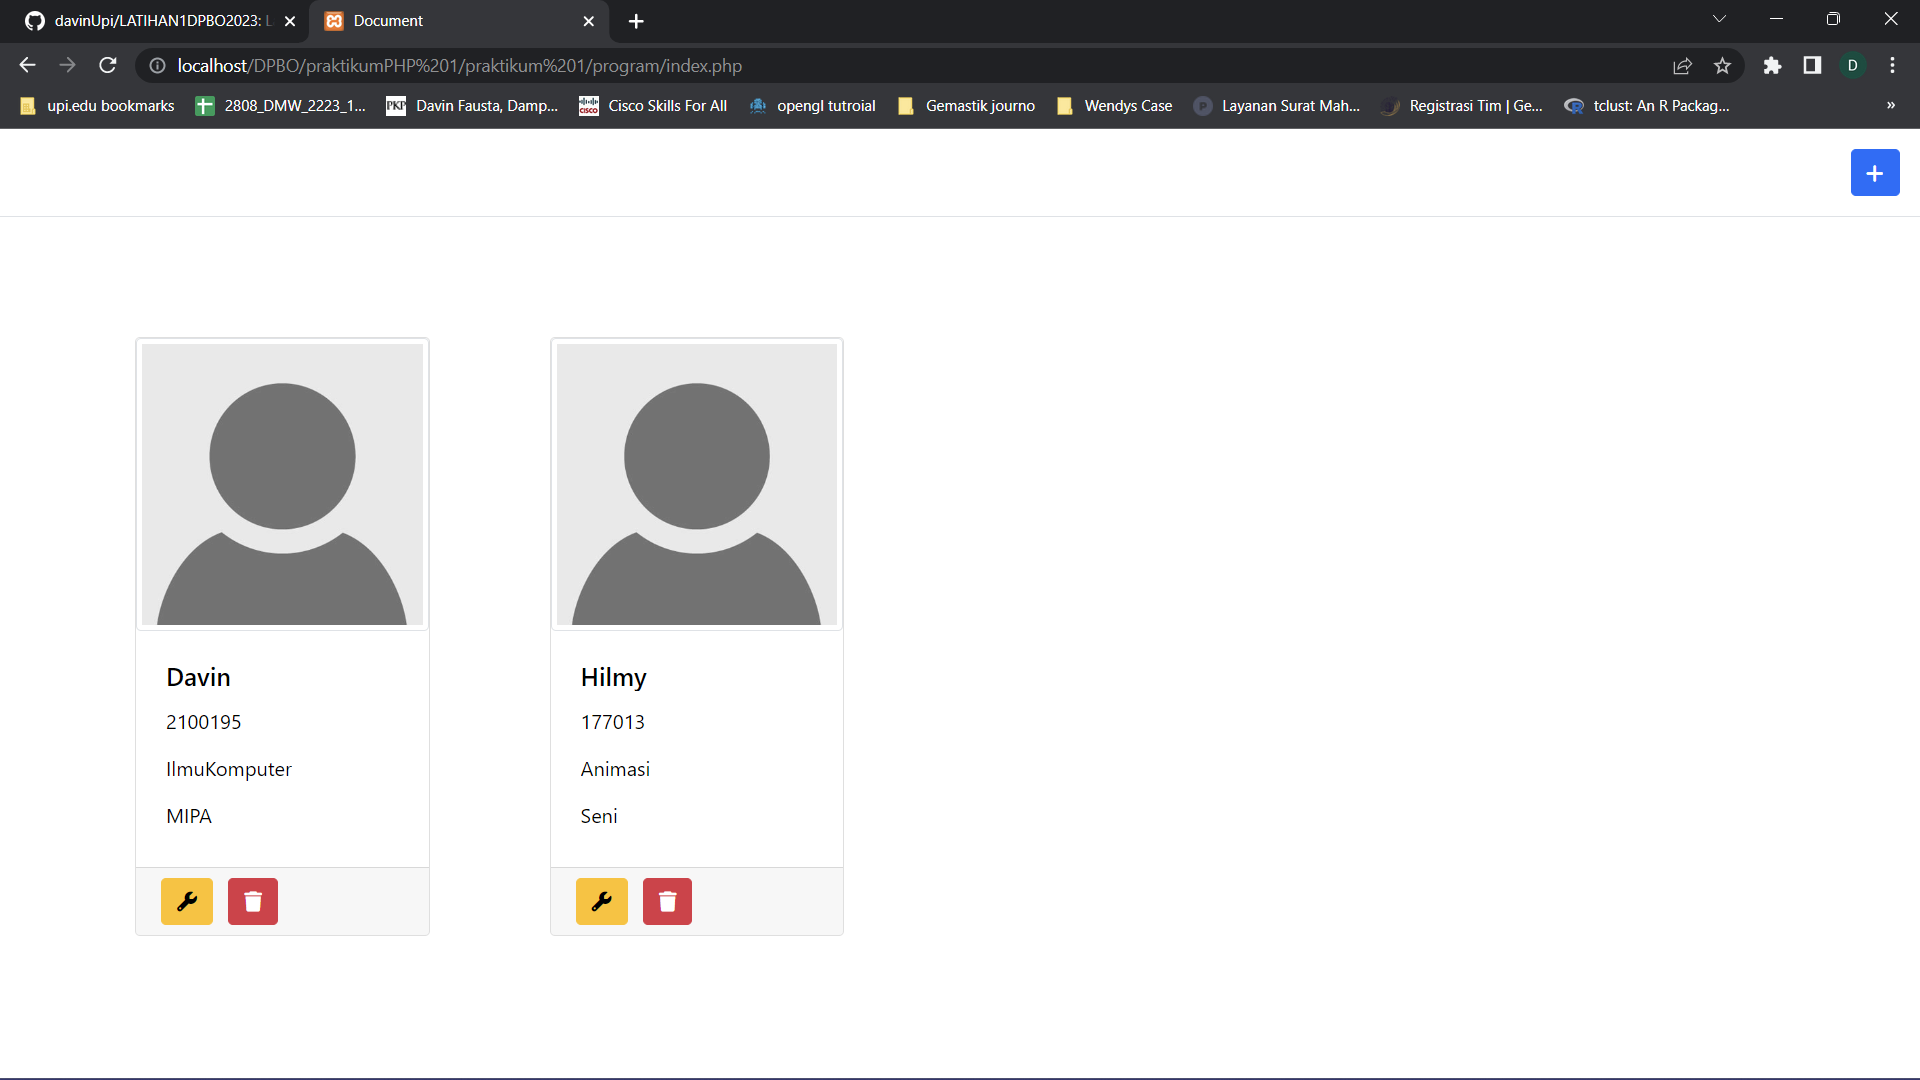 davinUpi/LATIHAN1DPBO2023: L
Document
localhost/DPBO/praktikumPHP%201/praktikum%201/program/index.php
D
upi.edu bookmarks
2808_DMW_2223_1...
PKP
Davin Fausta, Damp...
CISCO
Cisco Skills For All
opengl tutroial
Gemastik journo
Wendys Case
P
Layanan Surat Mah...
Registrasi Tim | Ge...
R
tclust: An R Packag...
»
+
Davin
2100195
IlmuKomputer
MIPA
Hilmy
177013
Animasi
Seni